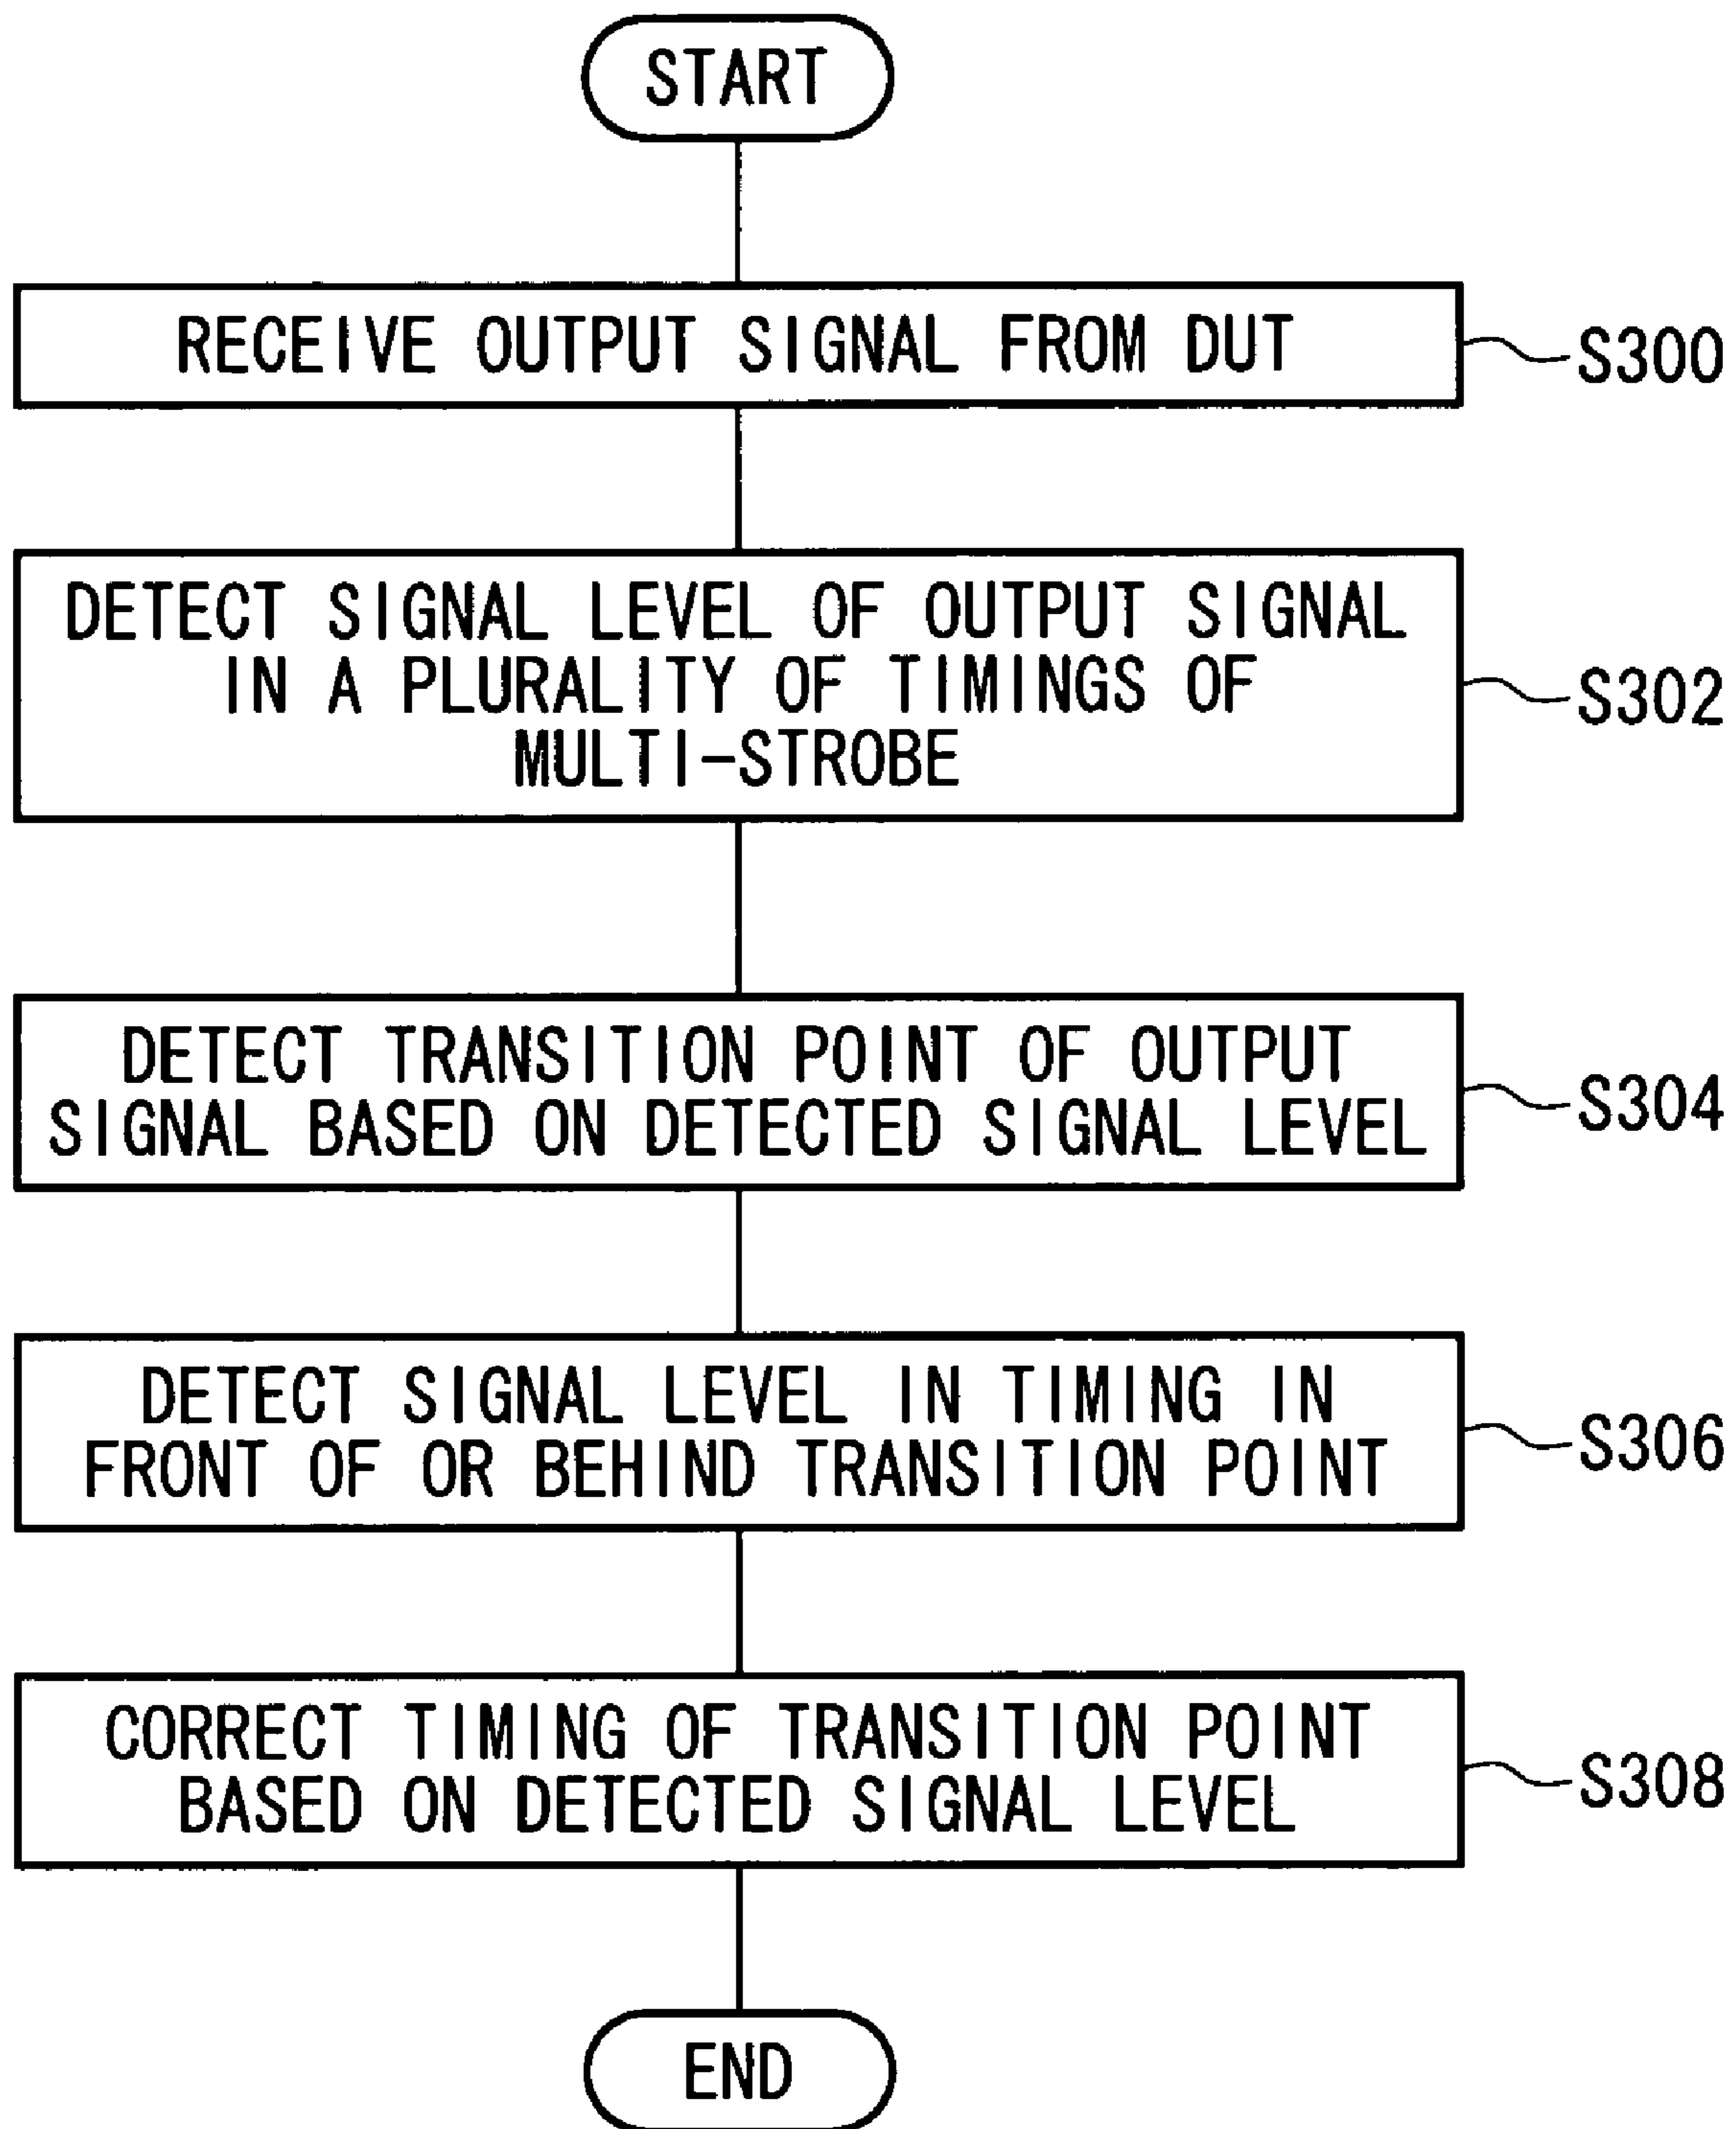 START
RECEIVE OUTPUT SIGNAL FROM DUT
S300
DETECT SIGNAL LEVEL OF OUTPUT SIGNAL
IN A PLURALITY OF TIMINGS OF
MULTI-STROBE
S302
DETECT TRANSITION POINT OF OUTPUT
SIGNAL BASED ON DETECTED SIGNAL LEVEL
S304
DETECT SIGNAL LEVEL IN TIMING IN
FRONT OF OR BEHIND TRANSITION POINT
S306
CORRECT TIMING OF TRANSITION POINT
BASED ON DETECTED SIGNAL LEVEL
S308
END